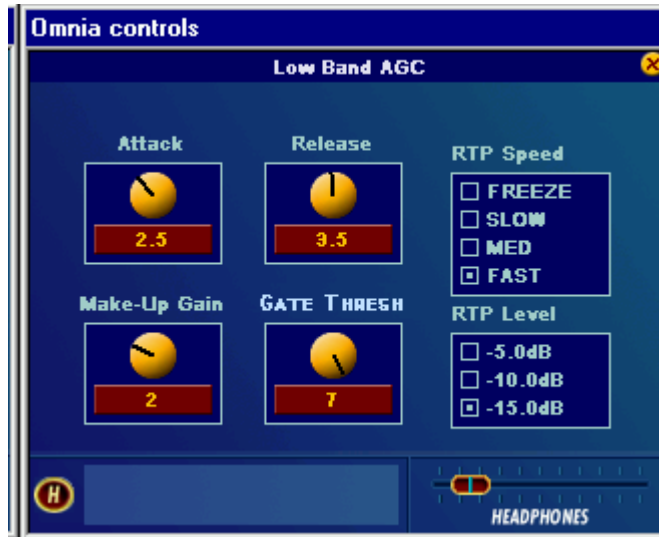 Omnia controls
Low Band AGC
Attack
2.5
Release
3.5
RTP Speed
FREEZE
SLOW
MED
FAST
Make-Up Gain
2
GATE THRESH
7
RTP Level
-5.0dB
-10.0dB
-15.0dB
H
HEADPHONES